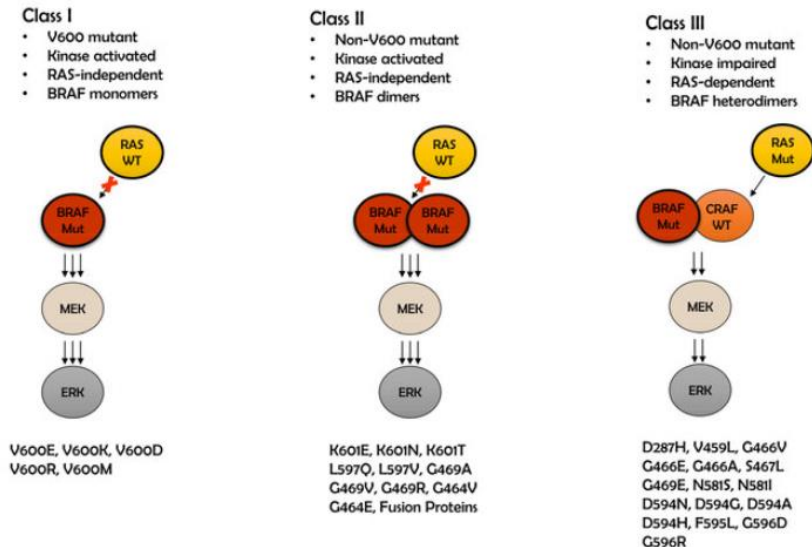 Class I
• V600 mutant
• Kinase activated
• RAS-independent
• BRAF monomers
RAS
WT
BRAF
Mut
MEK
ERK
V600E, V600K, V600D
V600R, V600M
Class II
• Non-V600 mutant
• Kinase activated
• RAS-independent
• BRAF dimers
RAS
WT
BRAF
Mut
BRAF
Mut
MEK
ERK
K601E, K601N, K601T
L597Q, L597V, G469A
G469V, G469R, G464V
G464E, Fusion Proteins
Class III
• Non-V600 mutant
• Kinase impaired
• RAS-dependent
• BRAF heterodimers
RAS
Mut
BRAF
Mut
CRAF
WT
MEK
ERK
D287H, V459L, G466V
G466E, G466A, S467L
G469E, N581S, N581I
D594N, D594G, D594A
D594H, F595L, G596D
G596R